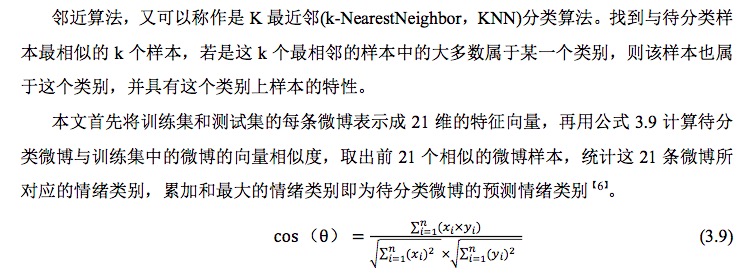 邻近算法，又可以称作是 K 最近邻(k-NearestNeighbor，KNN)分类算法。找到与待分类样
本最相似的 k 个样本，若是这 k 个最相邻的样本中的大多数属于某一个类别，则该样本也属
于这个类别，并具有这个类别上样本的特性。
本文首先将训练集和测试集的每条微博表示成 21 维的特征向量，再用公式 3.9 计算待分
类微博与训练集中的微博的向量相似度，取出前 21 个相似的微博样本，统计这 21 条微博所
对应的情绪类别，累加和最大的情绪类别即为待分类微博的预测情绪类别【6】。
cos（θ）= \frac{\sum_{i=1}^{n}(x_i \times y_i)}{\sqrt{\sum_{i=1}^{n}(x_i)^2} \times \sqrt{\sum_{i=1}^{n}(y_i)^2}} (3.9)